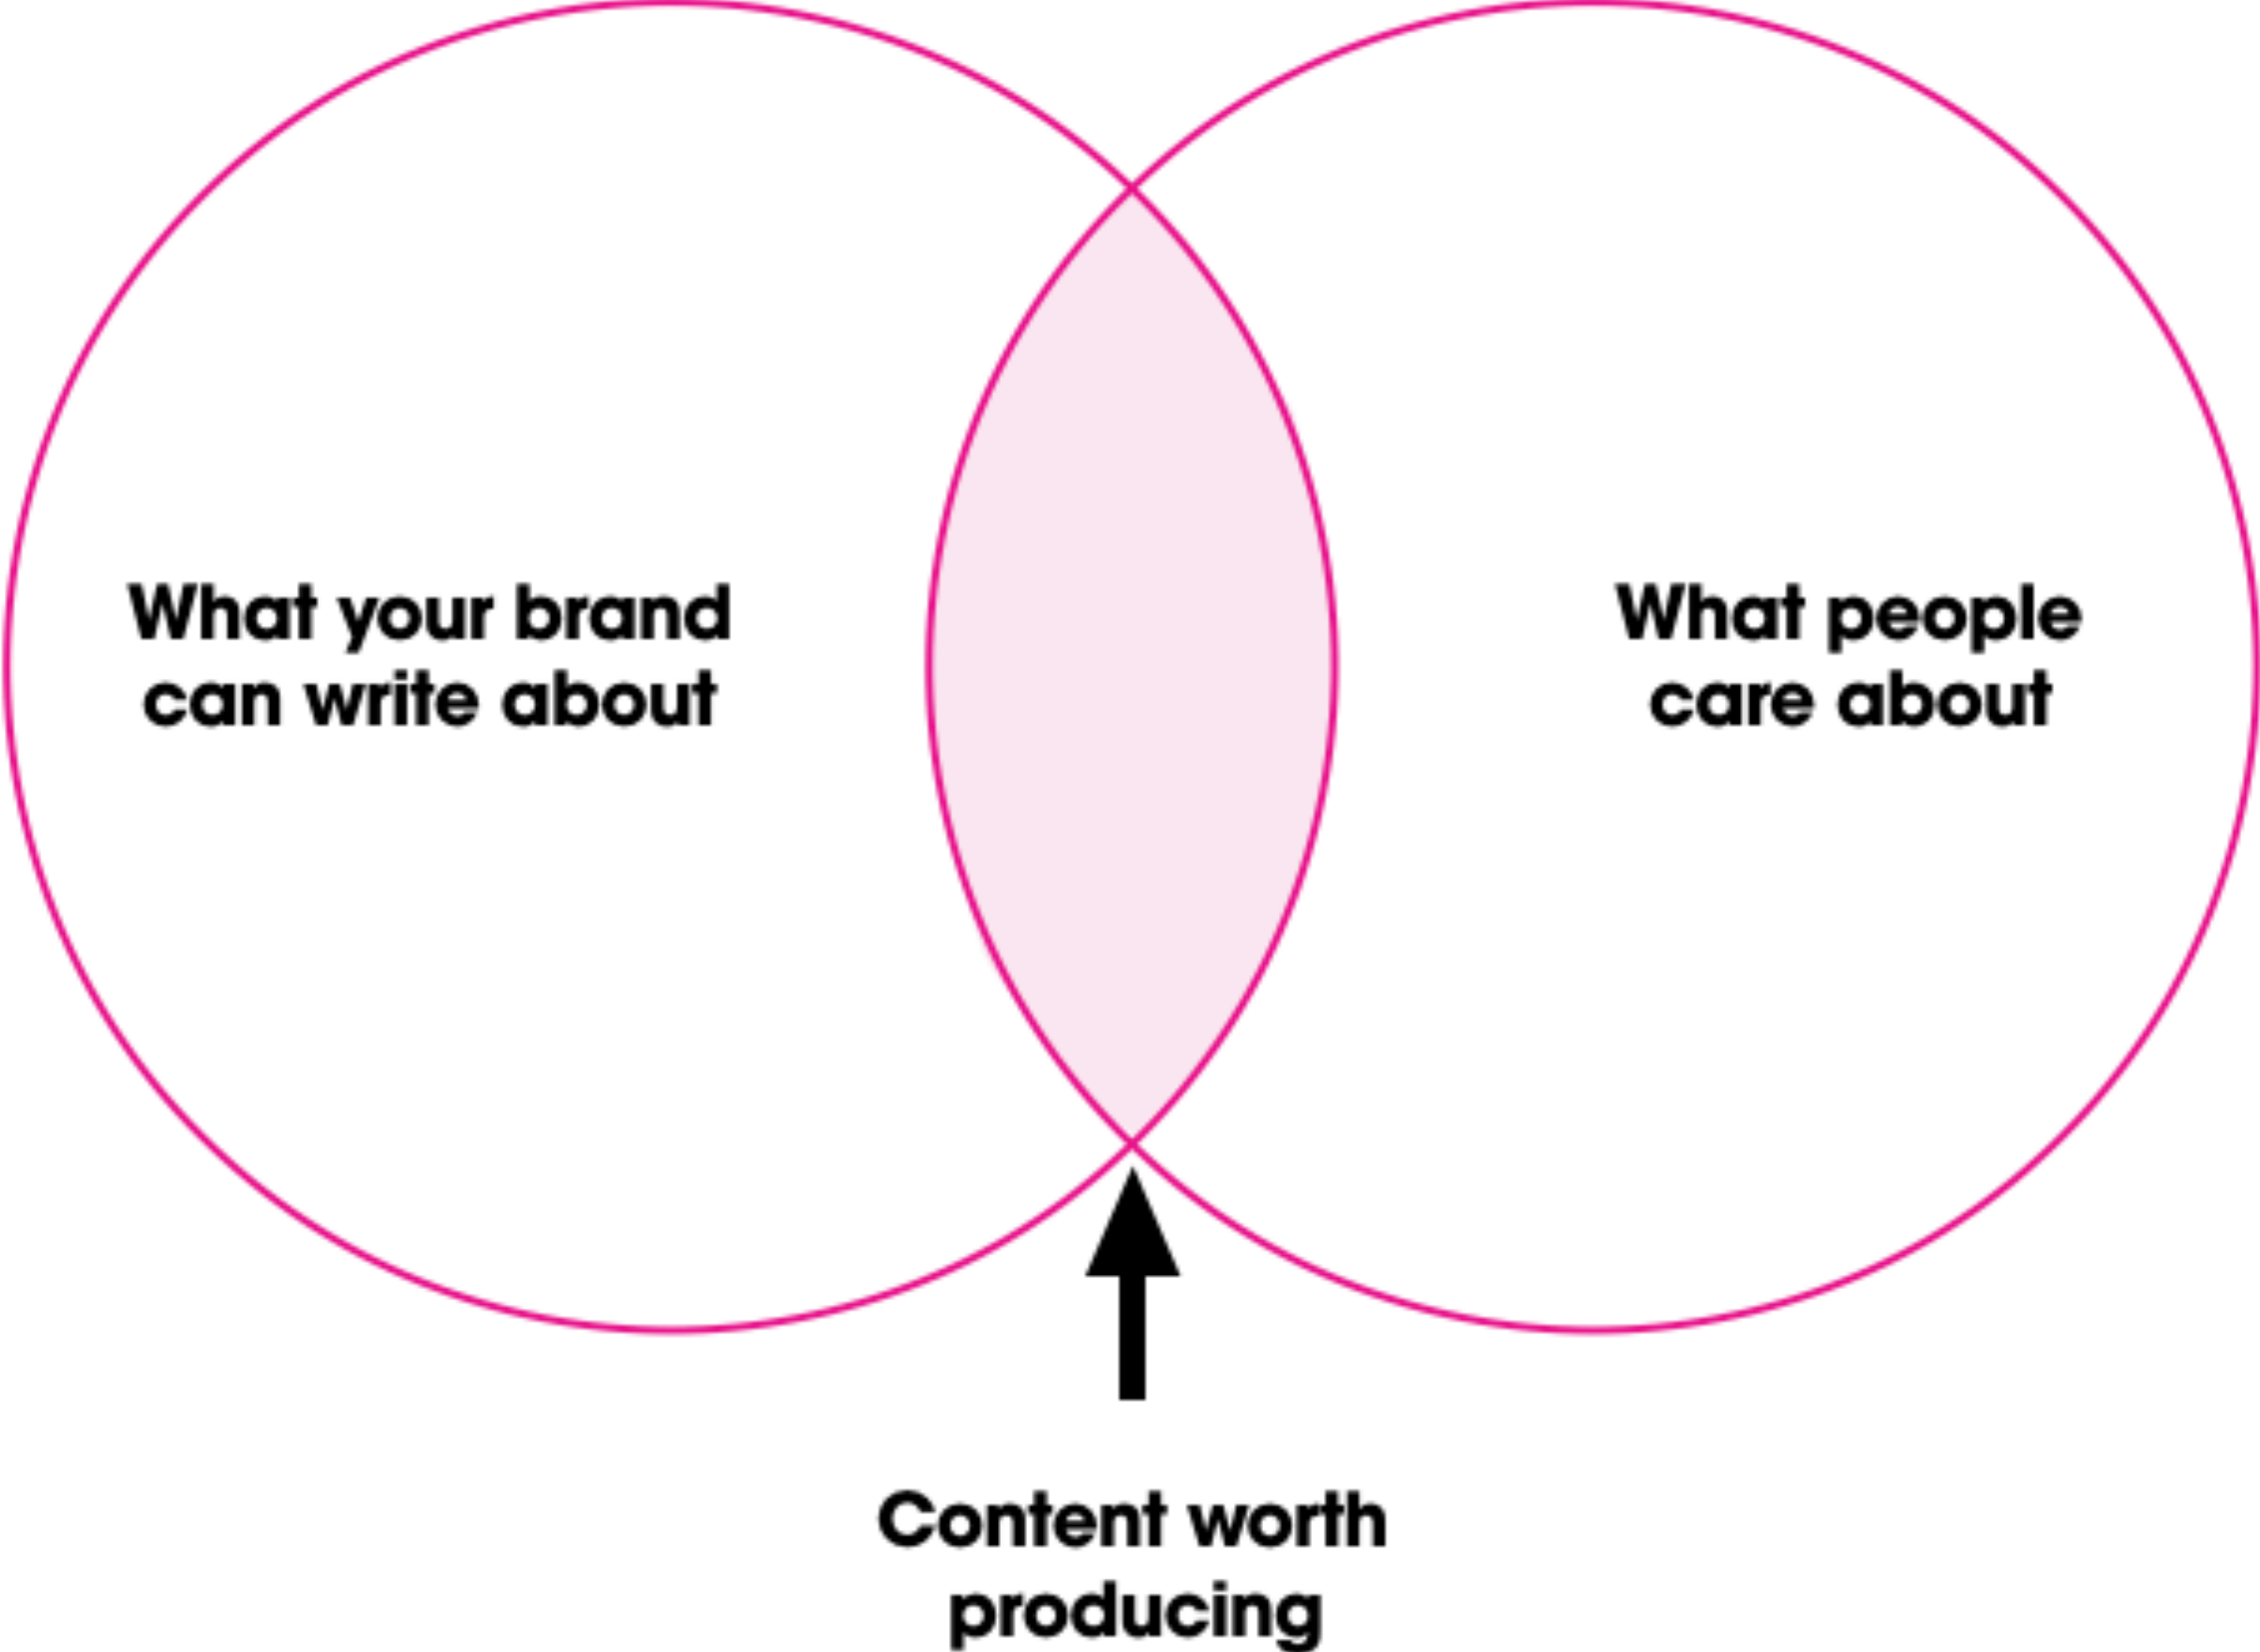 What your brand
can write about
What people
care about
Content worth
producing